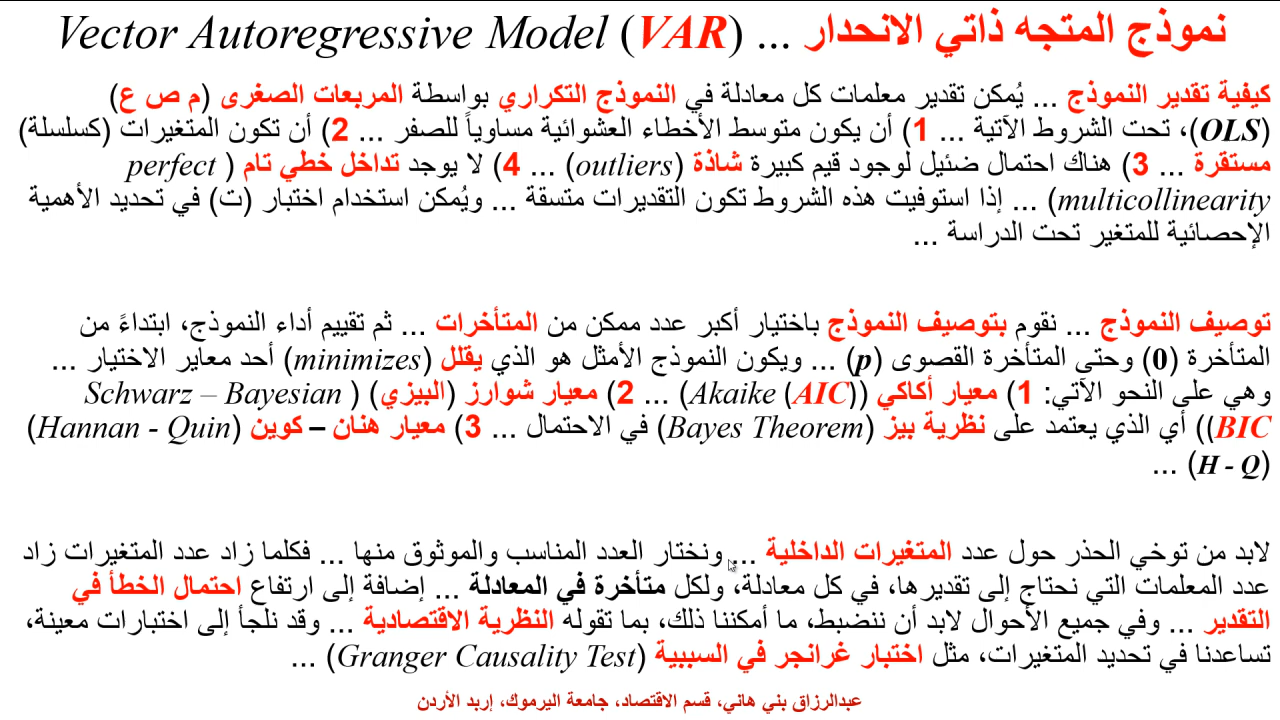 نموذج المتجه ذاتي الانحدار ... Vector Autoregressive Model (VAR)
كيفية تقدير النموذج ... يُمكن تقدير معلمات كل معادلة في النموذج التكراري بواسطة المربعات الصغرى (م ص ع)
(OLS)، تحت الشروط الآتية ... 1) أن يكون متوسط الأخطاء العشوائية مساوياً للصفر ... 2) أن تكون المتغيرات (كسلسلة)
مستقرة ... 3) هناك احتمال ضئيل لوجود قيم كبيرة شاذة (outliers) ... 4) لا يوجد تداخل خطي تام (perfect
multicollinearity) ... إذا استوفيت هذه الشروط تكون التقديرات متسقة ... ويُمكن استخدام اختبار (ت) في تحديد الأهمية
الإحصائية للمتغير تحت الدراسة ...
توصيف النموذج ... نقوم بتوصيف النموذج باختيار أكبر عدد ممكن من المتأخرات ... ثم تقييم أداء النموذج، ابتداءً من
المتأخرة (0) وحتى المتأخرة القصوى (p) ... ويكون النموذج الأمثل هو الذي يقلل (minimizes) أحد معاير الاختيار ...
وهي على النحو الآتي: 1) معيار أكاكي (Akaike (AIC)) ... 2) معيار شوارز (البيزي) (Schwarz – Bayesian
(BIC)) أي الذي يعتمد على نظرية بيز (Bayes Theorem) في الاحتمال ... 3) معيار هنان – كوين (Hannan - Quin)
(H - Q) ...
لابد من توخي الحذر حول عدد المتغيرات الداخلية ... ونختار العدد المناسب والموثوق منها ... فكلما زاد عدد المتغيرات زاد
عدد المعلمات التي نحتاج إلى تقديرها، في كل معادلة، ولكل متأخرة في المعادلة ... إضافة إلى ارتفاع احتمال الخطأ في
التقدير ... وفي جميع الأحوال لابد أن ننضبط، ما أمكننا ذلك، بما تقوله النظرية الاقتصادية ... وقد نلجأ إلى اختبارات معينة،
تساعدنا في تحديد المتغيرات، مثل اختبار غرانجر في السببية (Granger Causality Test) ...
عبدالرزاق بني هاني، قسم الاقتصاد، جامعة اليرموك، إربد الأردن